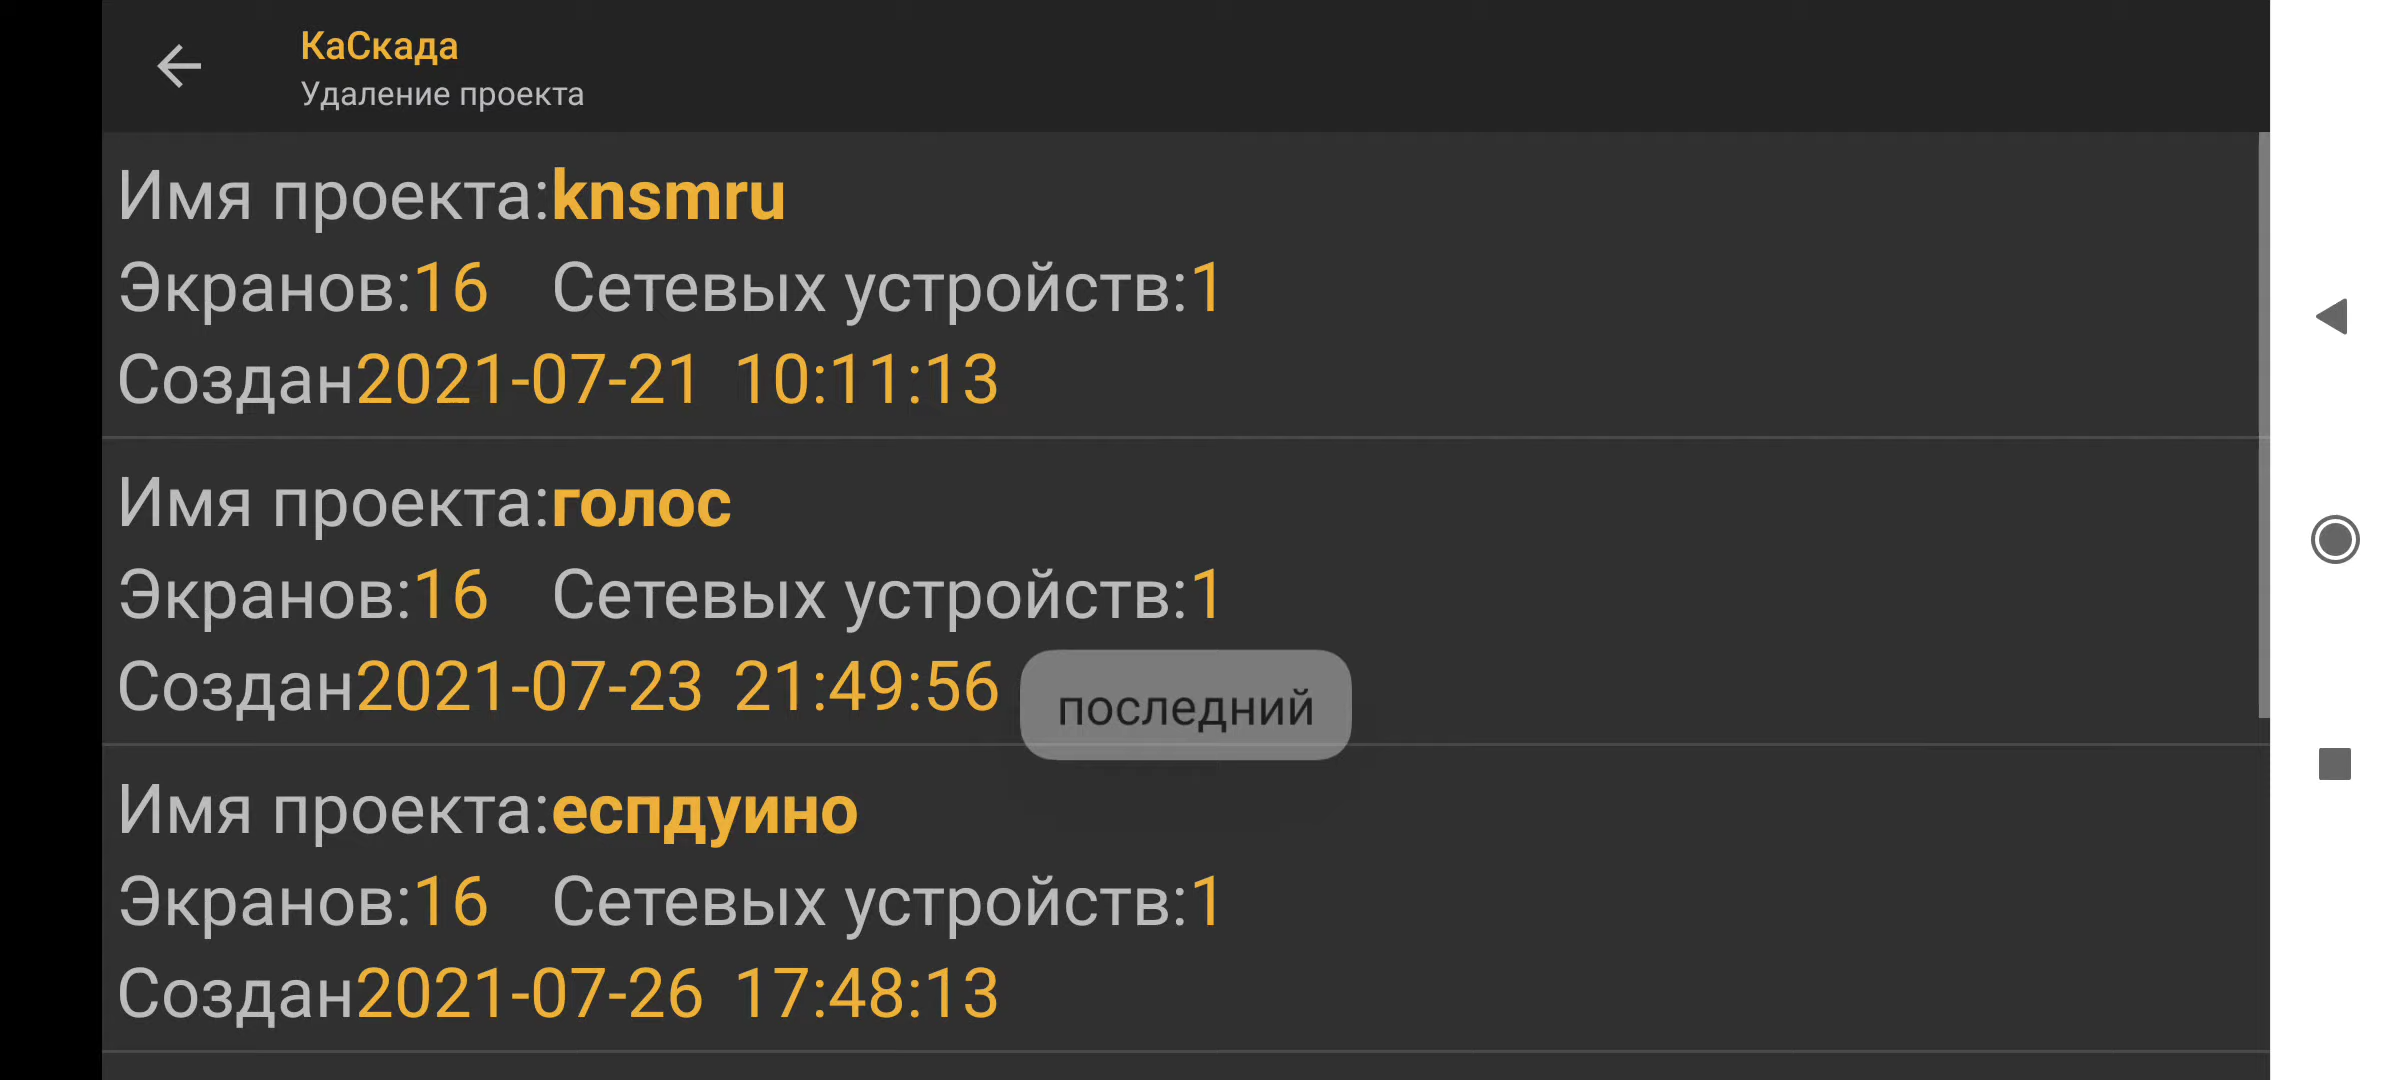 КаСкада
Удаление проекта
Имя проекта:knsmru
Экранов:16 Сетевых устройств:1
Создан2021-07-21 10:11:13
Имя проекта:голос
Экранов:16 Сетевых устройств:1
Создан2021-07-23 21:49:56
последний
Имя проекта:еспдуино
Экранов:16 Сетевых устройств:1
Создан2021-07-26 17:48:13